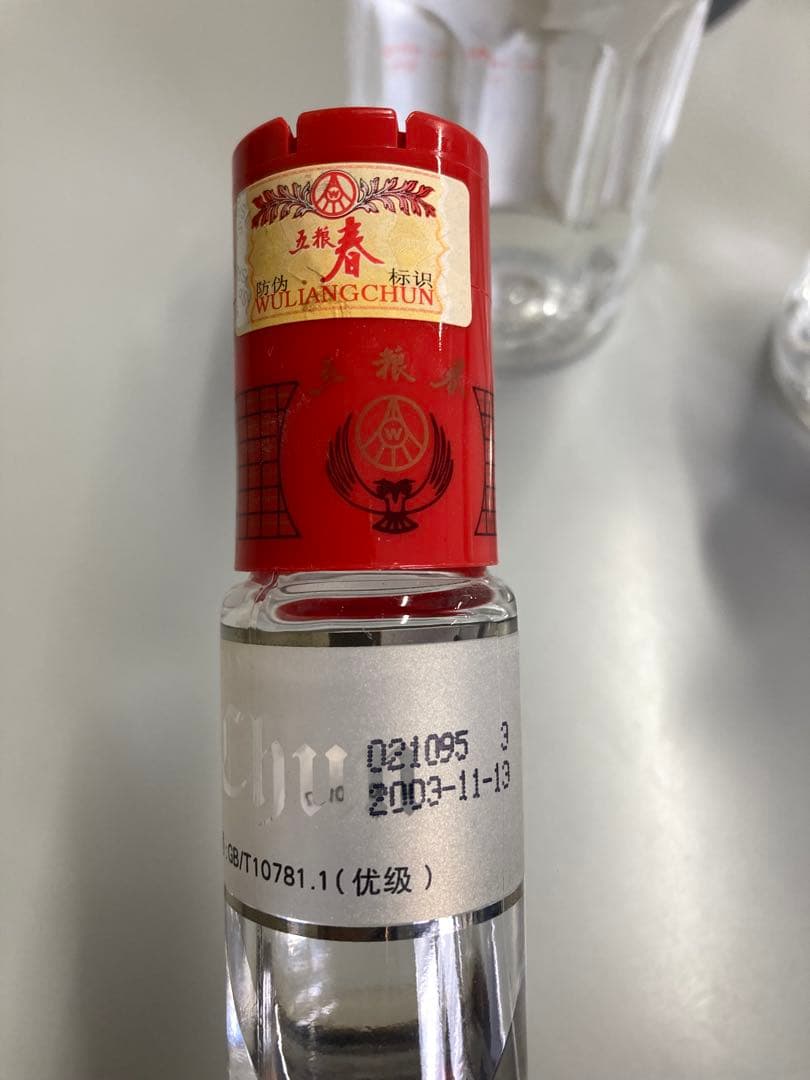 W
五粮春
防伪 标识
WULIANGCHUN
五粮春
W
Chun
021095 3
2003-11-13
GB/T10781.1(优级)